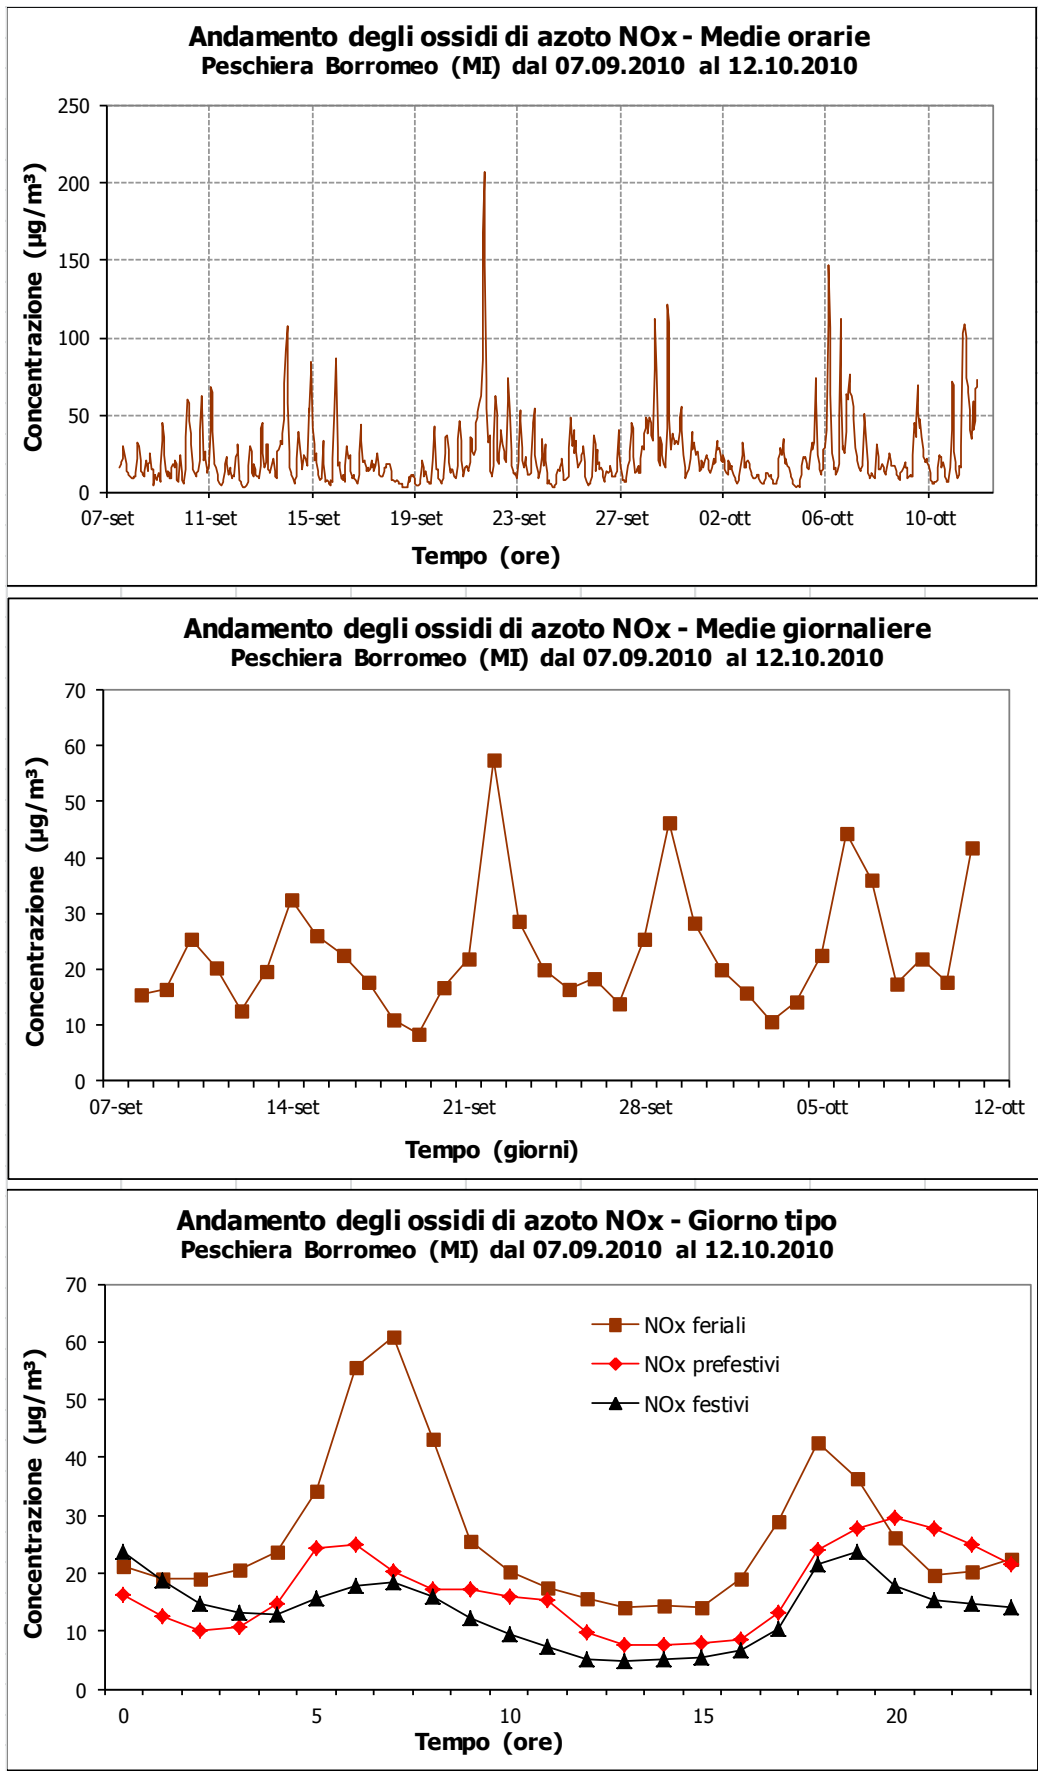 Andamento degli ossidi di azoto NOx - Medie orarie
Peschiera Borromeo (MI) dal 07.09.2010 al 12.10.2010
Concentrazione (µg/m³)
250
200
150
100
50
0
07-set 11-set 15-set 19-set 23-set 27-set 02-ott 06-ott 10-ott
Tempo (ore)
Andamento degli ossidi di azoto NOx - Medie giornaliere
Peschiera Borromeo (MI) dal 07.09.2010 al 12.10.2010
Concentrazione (µg/m³)
70
60
50
40
30
20
10
0
07-set 14-set 21-set 28-set 05-ott 12-ott
Tempo (giorni)
Andamento degli ossidi di azoto NOx - Giorno tipo
Peschiera Borromeo (MI) dal 07.09.2010 al 12.10.2010
Concentrazione (µg/m³)
70
60
50
40
30
20
10
0
NOx feriali
NOx prefestivi
NOx festivi
0 5 10 15 20
Tempo (ore)